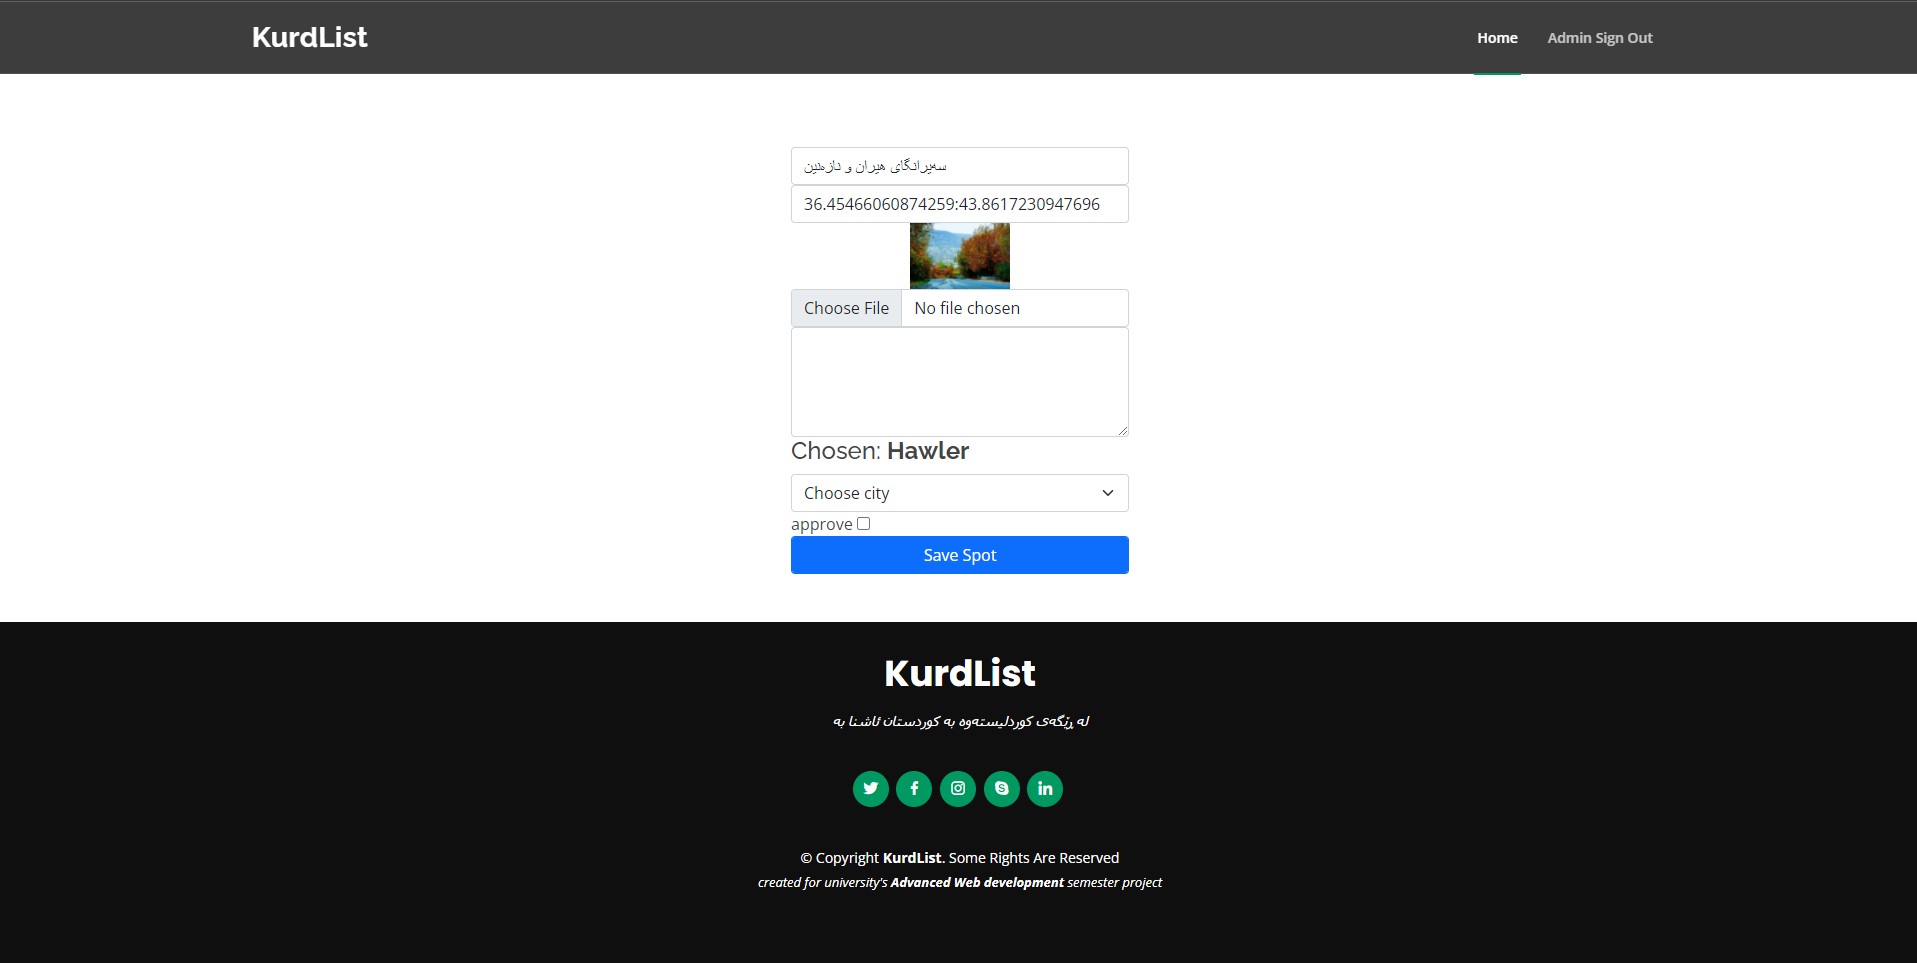 KurdList
Home
Admin Sign Out
سەیرانگای هیران و نازەنین
36.45466060874259:43.8617230947696
Choose File
No file chosen
Chosen: Hawler
Choose city
approve
Save Spot
KurdList
لە ڕێگەی کوردلیستەوە بە کوردستان ئاشنا بە
© Copyright KurdList. Some Rights Are Reserved
created for university's Advanced Web development semester project